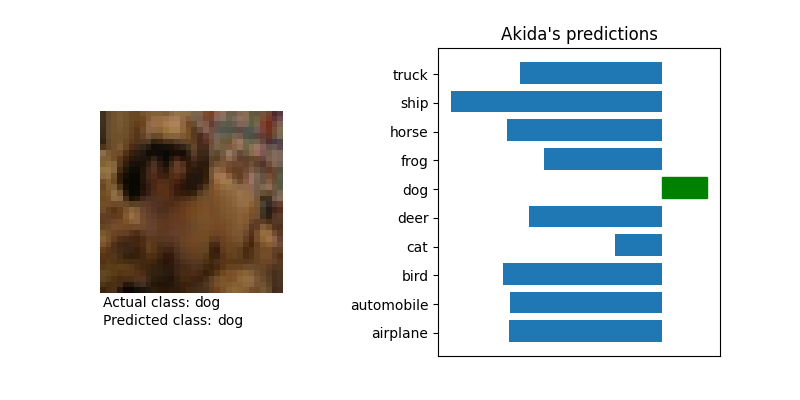 Akida's predictions
truck
ship
horse
frog
dog
deer
cat
bird
automobile
airplane
Actual class: dog
Predicted class: dog